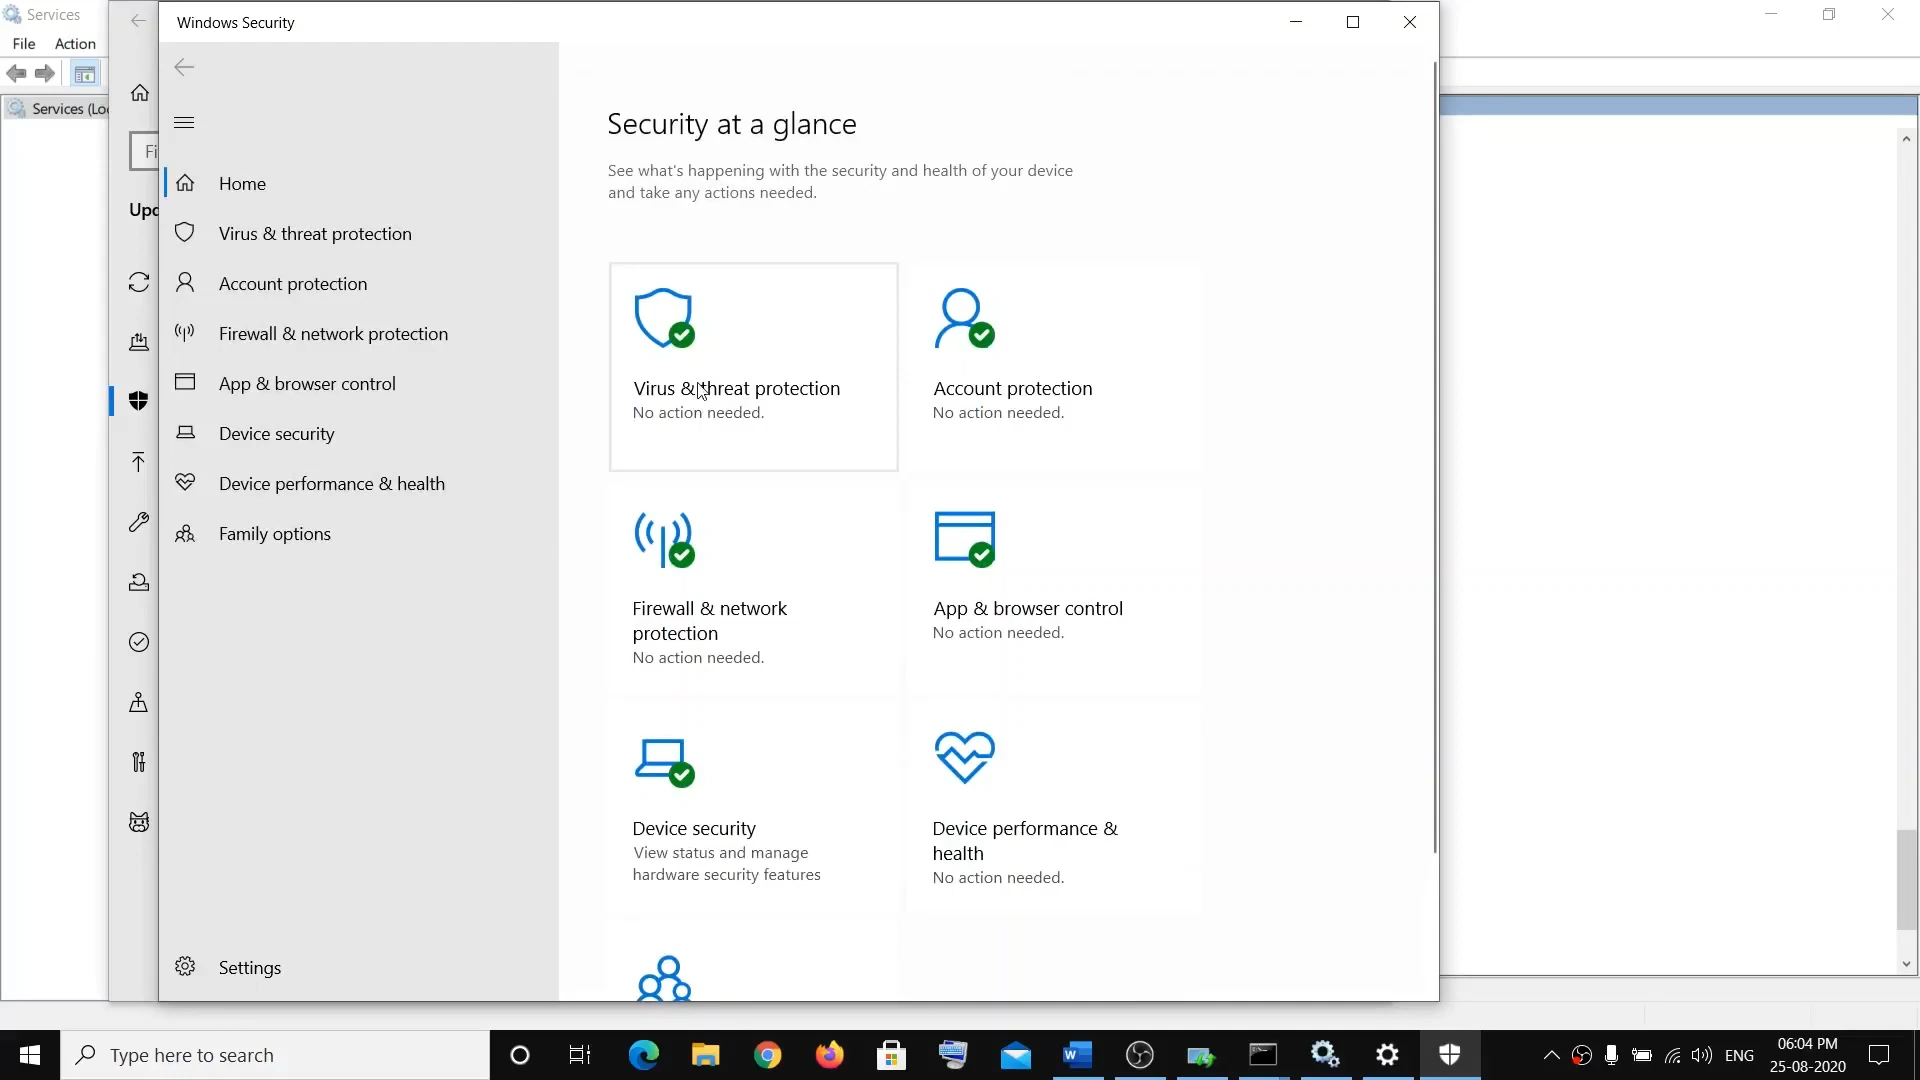 Services
File
Action
Services (Loc
Fi
Upd
Windows Security
Home
Virus & threat protection
Account protection
Firewall & network protection
App & browser control
Device security
Device performance & health
Family options
Settings
Security at a glance
See what's happening with the security and health of your device
and take any actions needed.
Virus & threat protection
No action needed.
Account protection
No action needed.
Firewall & network
protection
No action needed.
App & browser control
No action needed.
Device security
View status and manage
hardware security features
Device performance &
health
No action needed.
Type here to search
ENG
06:04 PM
25-08-2020